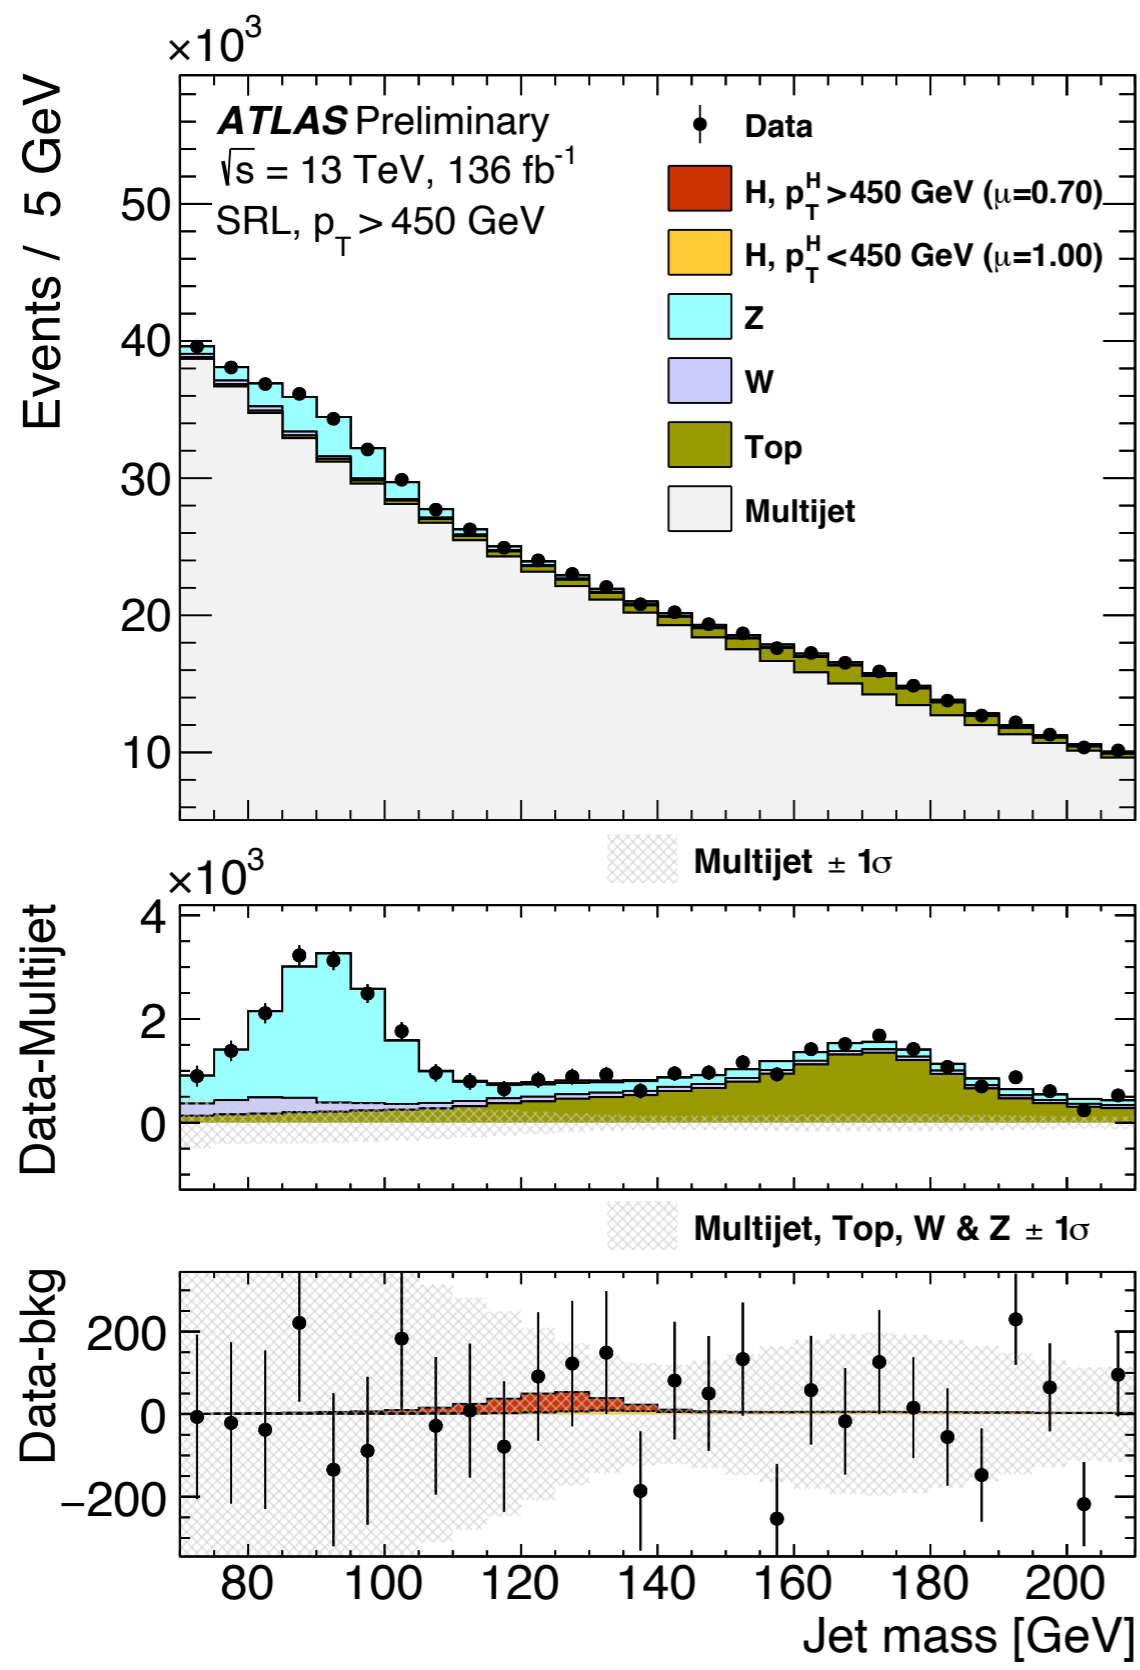 ×10³
Events / 5 GeV
ATLAS Preliminary
√s = 13 TeV, 136 fb⁻¹
SRL, p_T > 450 GeV
Data
H, p_T^H >450 GeV (μ=0.70)
H, p_T^H <450 GeV (μ=1.00)
Z
W
Top
Multijet
50
40
30
20
10
Multijet ± 1σ
×10³
Data-Multijet
4
2
0
Multijet, Top, W & Z ± 1σ
Data-bkg
200
0
−200
80 100 120 140 160 180 200
Jet mass [GeV]